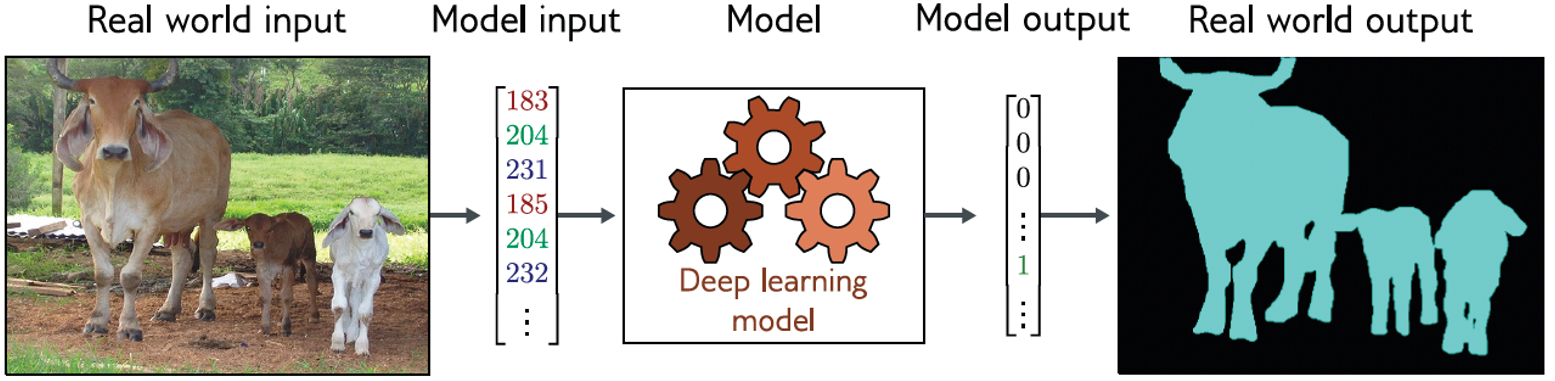 Real world input
Model input
Model
Model output
Real world output
183
204
231
185
204
232
⋮
Deep learning
model
0
0
0
⋮
1
⋮